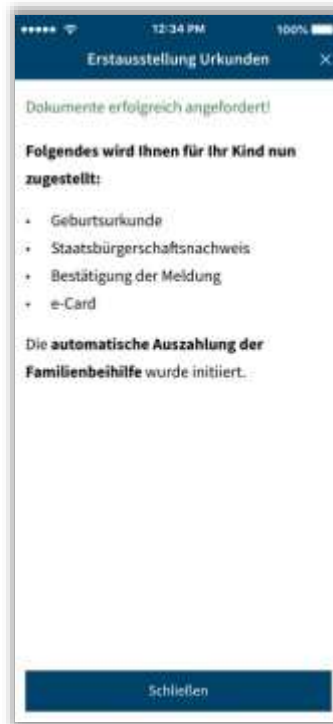 12:34 PM 100%
Erstausstellung Urkunden ×
Dokumente erfolgreich angefordert!
Folgendes wird Ihnen für Ihr Kind nun
zugestellt:
• Geburtsurkunde
• Staatsbürgerschaftsnachweis
• Bestätigung der Meldung
• e-Card
Die automatische Auszahlung der
Familienbeihilfe wurde initiiert.
Schließen